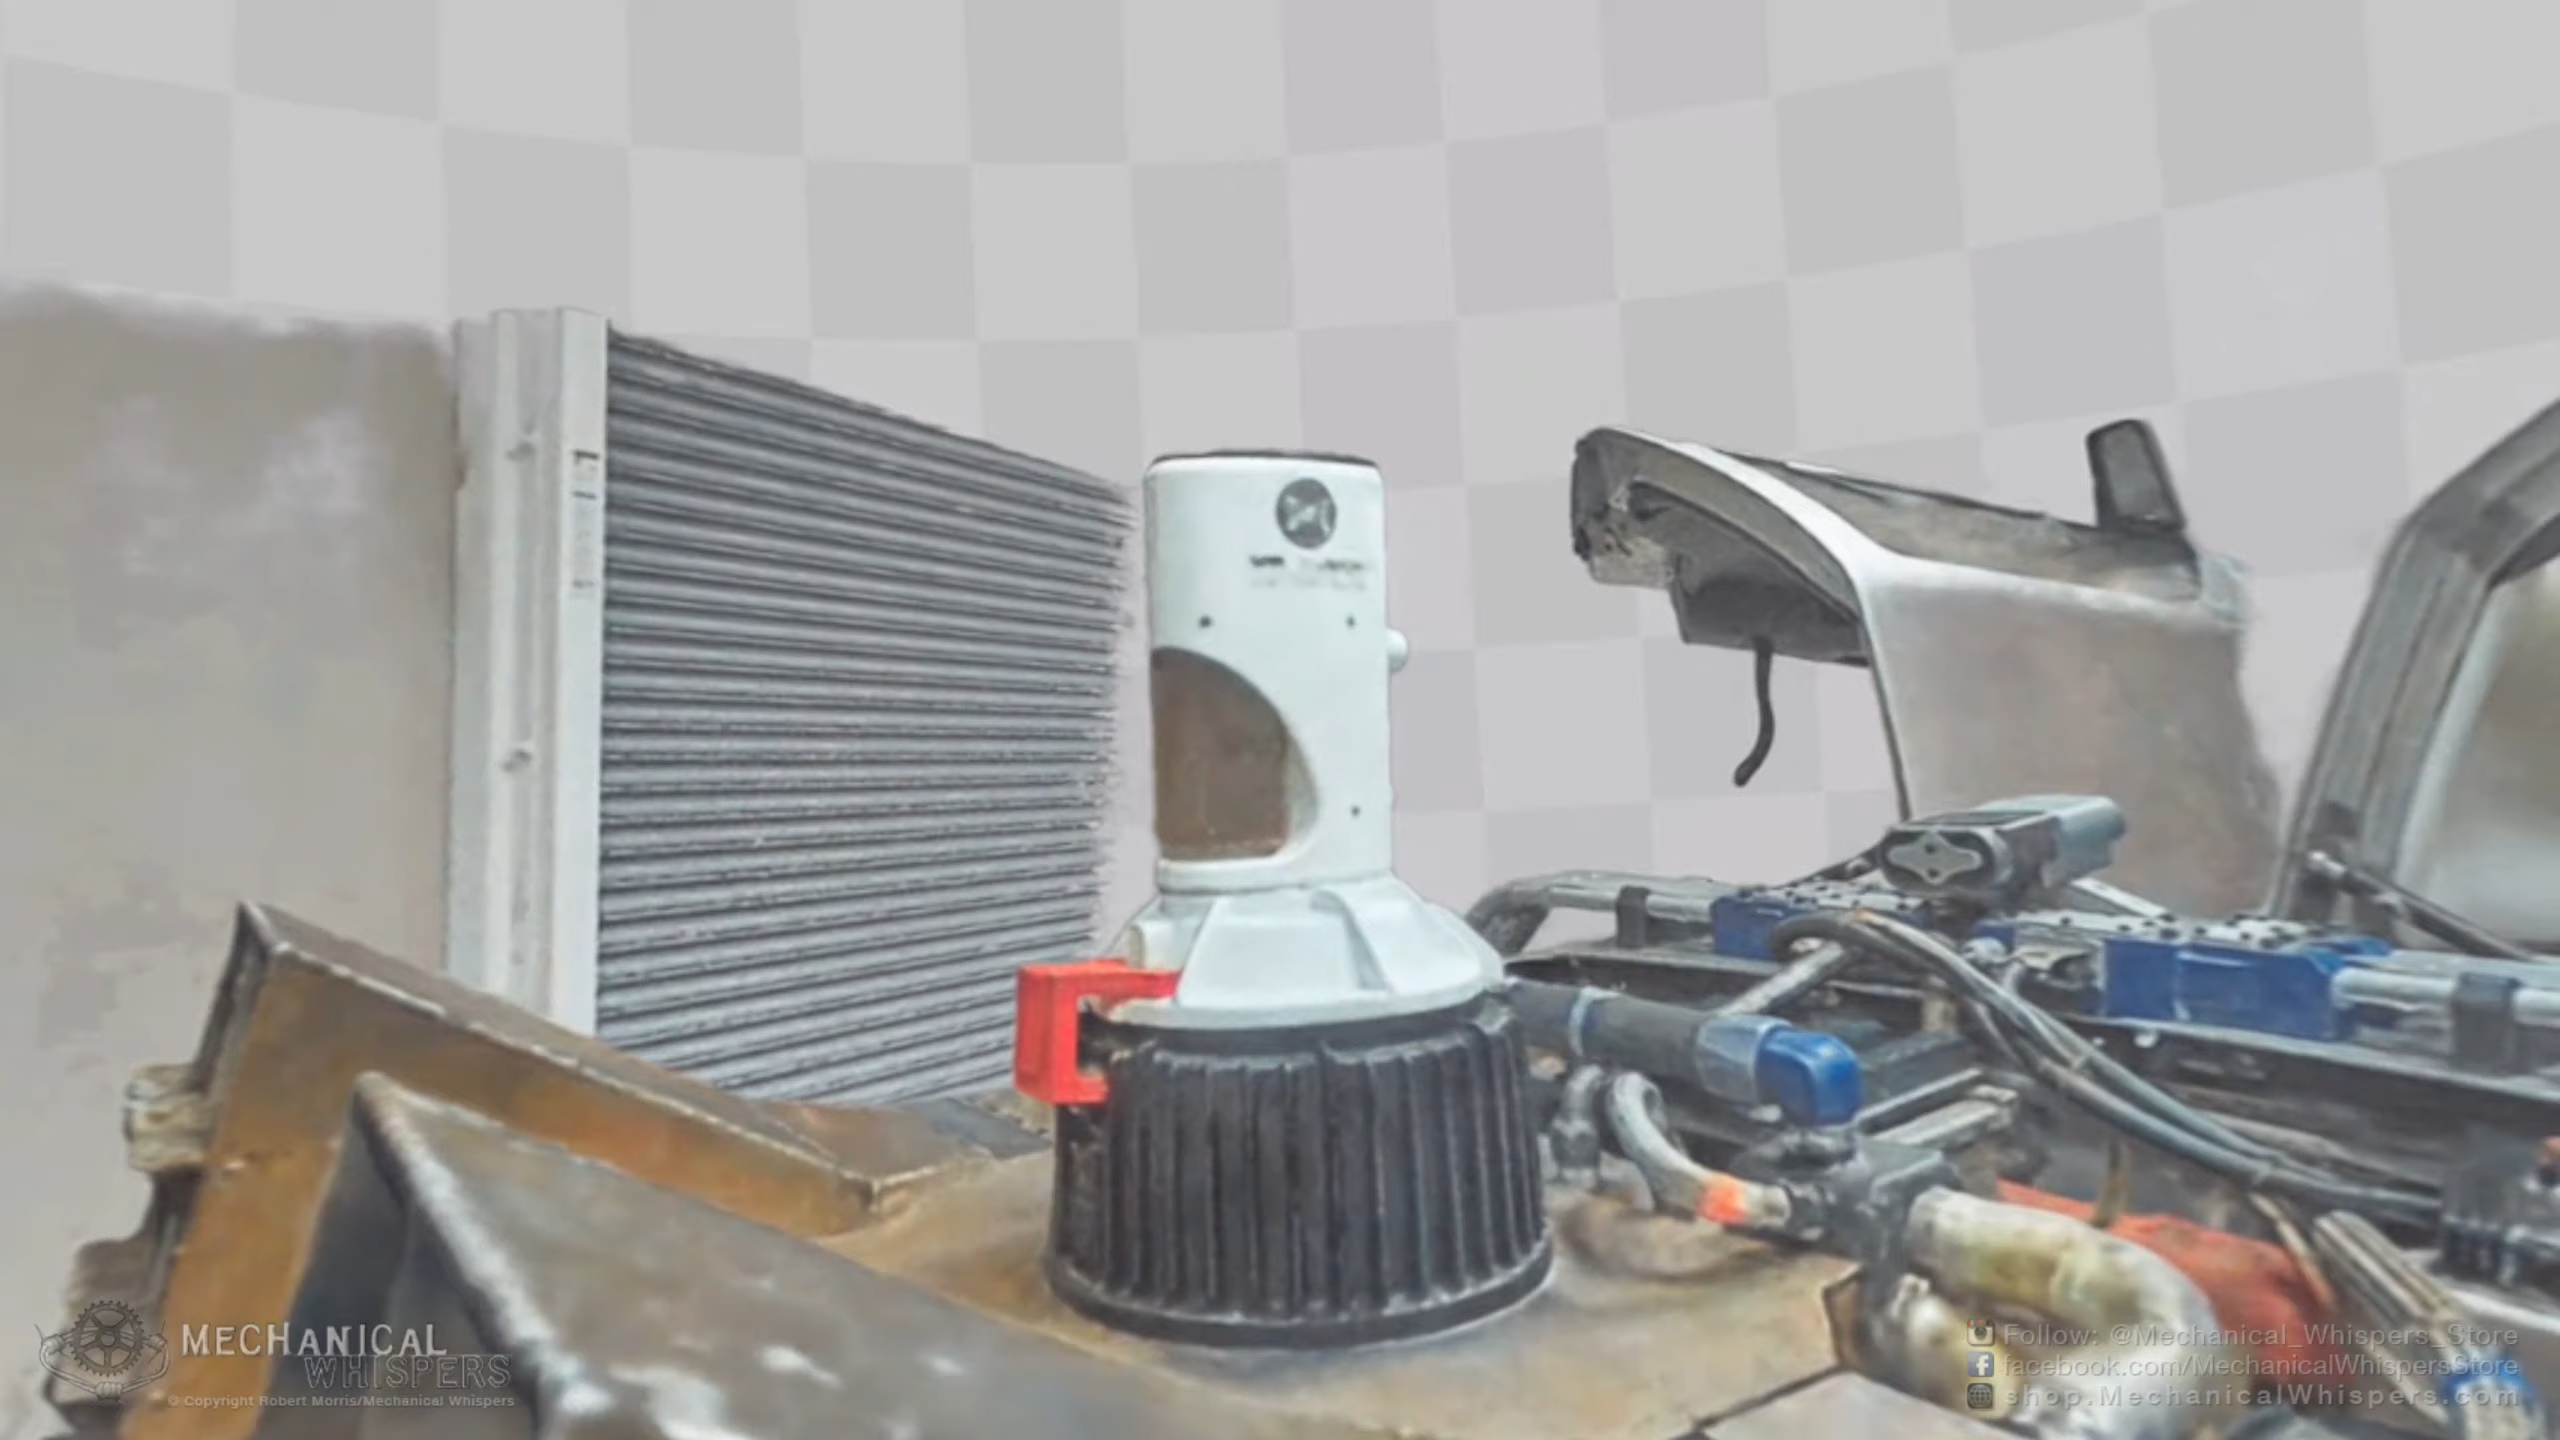 MECHANICAL
WHISPERS
© Copyright Robert Morris/Mechanical Whispers
Follow: @Mechanical_Whispers_Store
facebook.com/MechanicalWhispersStore
shop.MechanicalWhispers.com